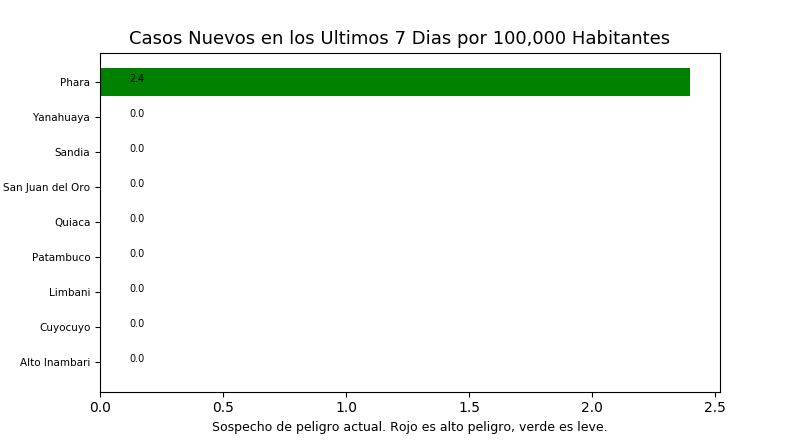 Casos Nuevos en los Ultimos 7 Dias por 100,000 Habitantes
Phara 2.4
Yanahuaya 0.0
Sandia 0.0
San Juan del Oro 0.0
Quiaca 0.0
Patambuco 0.0
Limbani 0.0
Cuyocuyo 0.0
Alto Inambari 0.0
0.0 0.5 1.0 1.5 2.0 2.5
Sospecho de peligro actual. Rojo es alto peligro, verde es leve.